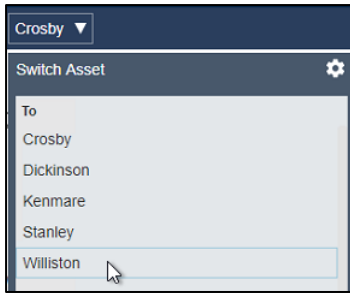 Crosby ▼
Switch Asset
To
Crosby
Dickinson
Kenmare
Stanley
Williston